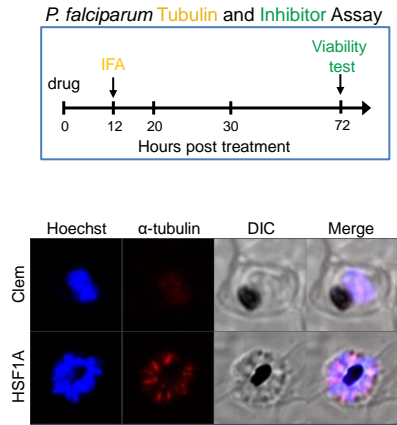 P. falciparum Tubulin and Inhibitor Assay
Viability
test
IFA
drug
0 12 20 30 72
Hours post treatment
Hoechst α-tubulin DIC Merge
Clem
HSF1A